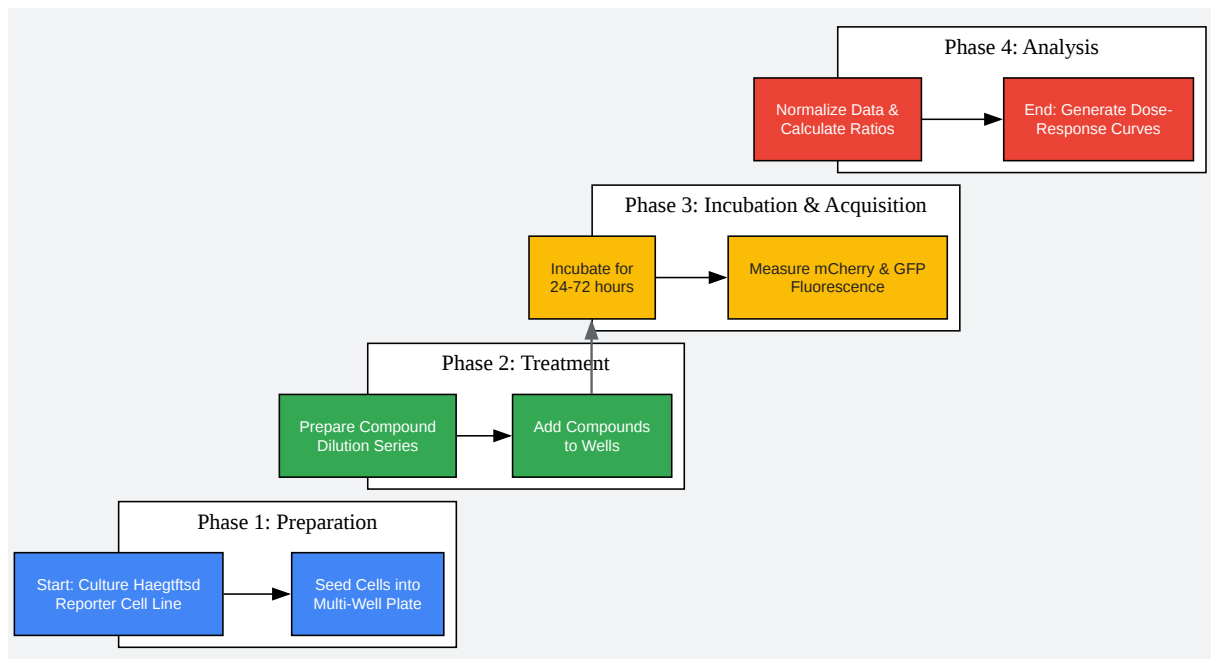 Phase 4: Analysis
Normalize Data &
Calculate Ratios
End: Generate Dose-
Response Curves
Phase 3: Incubation & Acquisition
Incubate for
24-72 hours
Measure mCherry & GFP
Fluorescence
Phase 2: Treatment
Prepare Compound
Dilution Series
Add Compounds
to Wells
Phase 1: Preparation
Start: Culture Haegtftsd
Reporter Cell Line
Seed Cells into
Multi-Well Plate